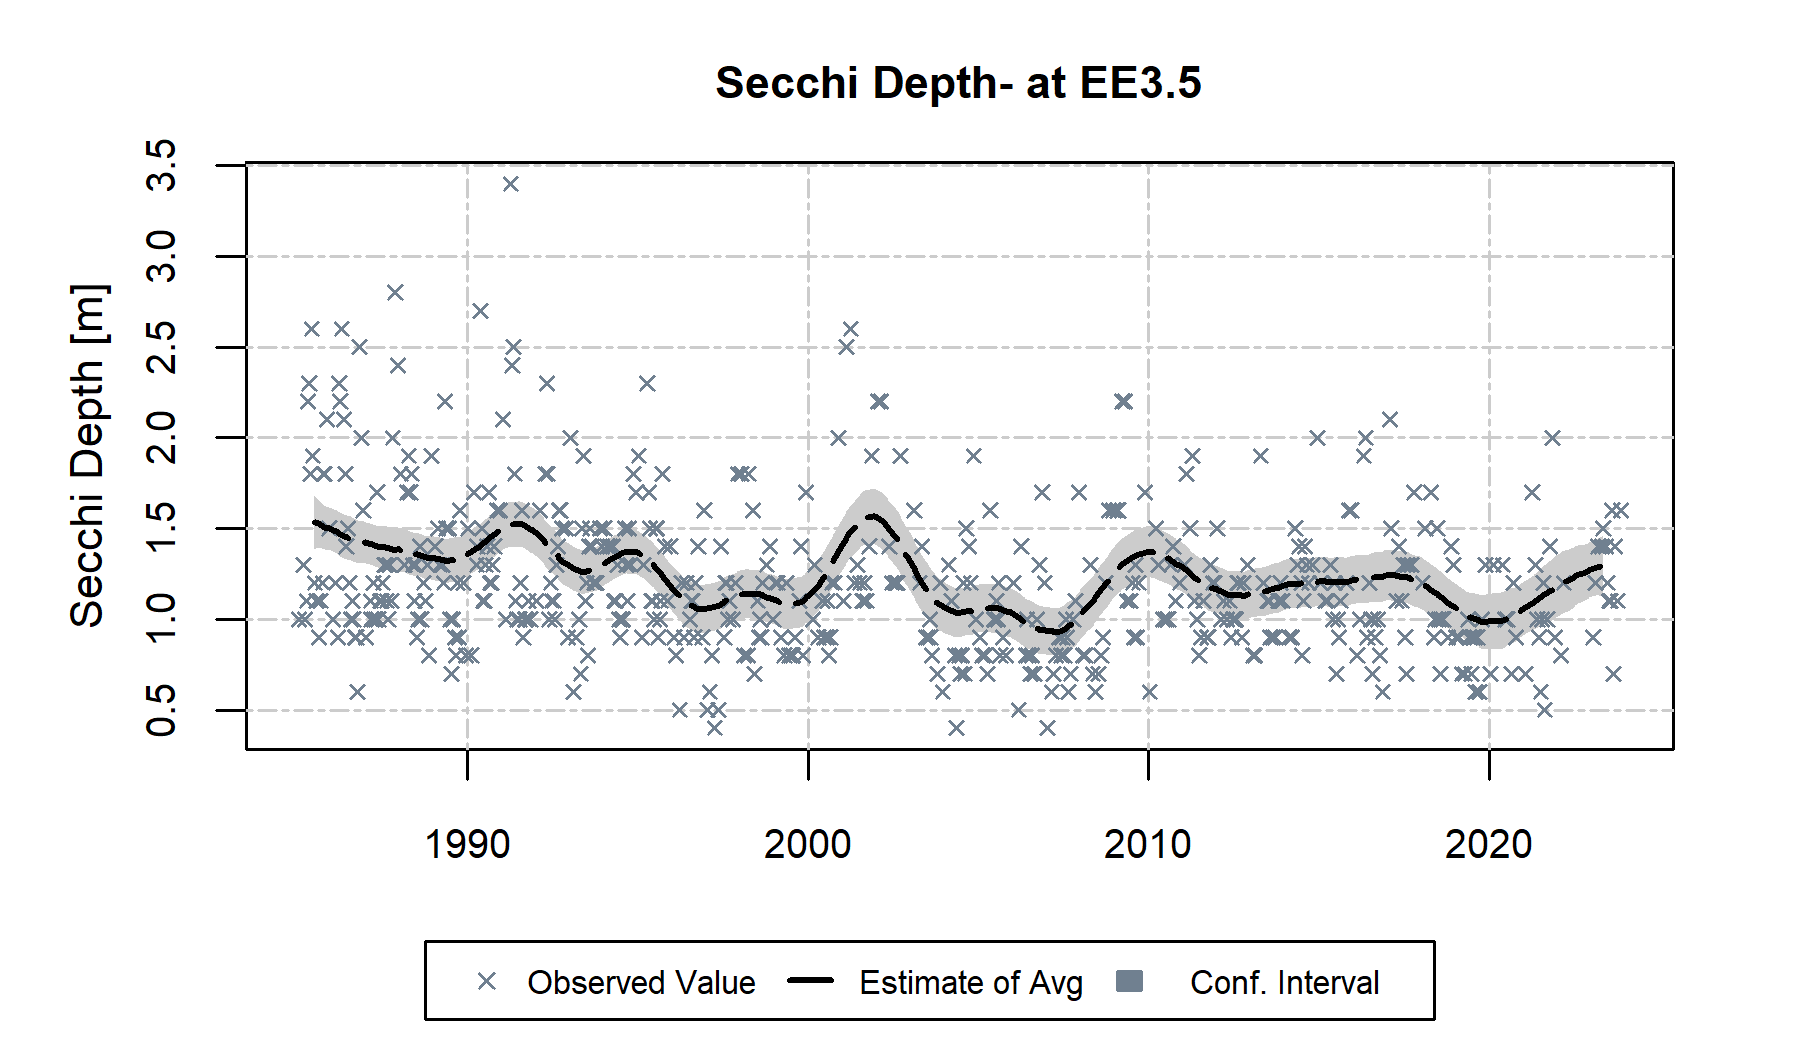 Secchi Depth- at EE3.5
Secchi Depth [m]
3.5
3.0
2.5
2.0
1.5
1.0
0.5
1990 2000 2010 2020
Observed Value Estimate of Avg Conf. Interval